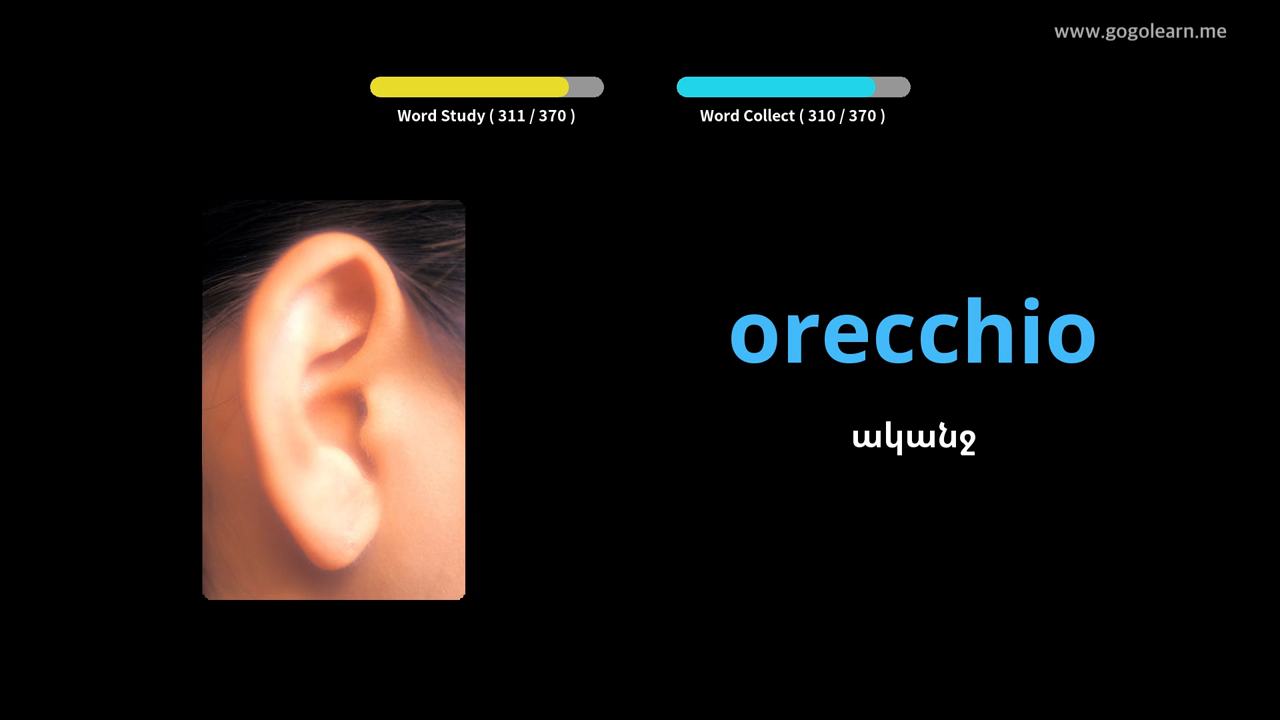 www.gogolearn.me
Word Study ( 311 / 370 )
Word Collect ( 310 / 370 )
orecchio
ականջ